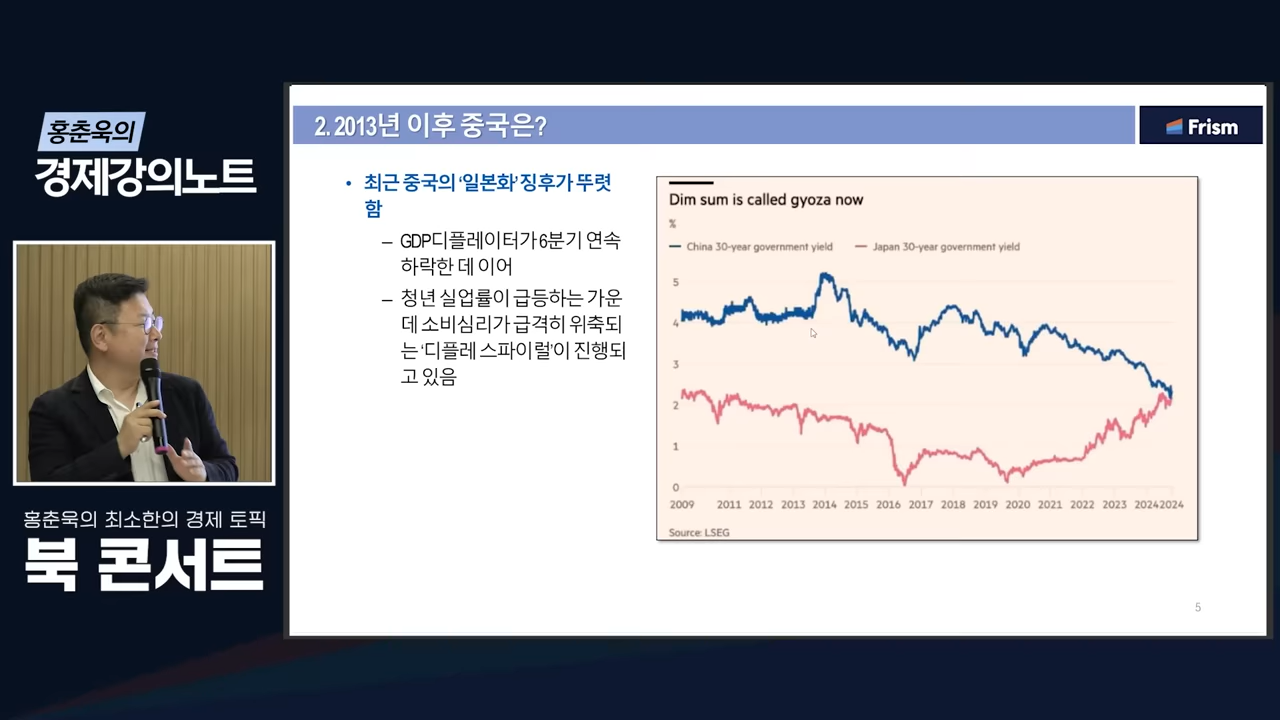 홍춘욱의
경제강의노트
홍춘욱의 최소한의 경제 토픽
북 콘서트
2. 2013년 이후 중국은?
Frism
• 최근 중국의 ‘일본화’ 징후가 뚜렷
함
– GDP디플레이터가 6분기 연속
하락한 데 이어
– 청년 실업률이 급등하는 가운
데 소비심리가 급격히 위축되
는 ‘디플레 스파이럴’이 진행되
고 있음
Dim sum is called gyoza now
%
China 30-year government yield Japan 30-year government yield
5
4
3
2
1
0
2009 2011 2012 2013 2014 2015 2016 2017 2018 2019 2020 2021 2022 2023 2024 2024
Source: LSEG
5